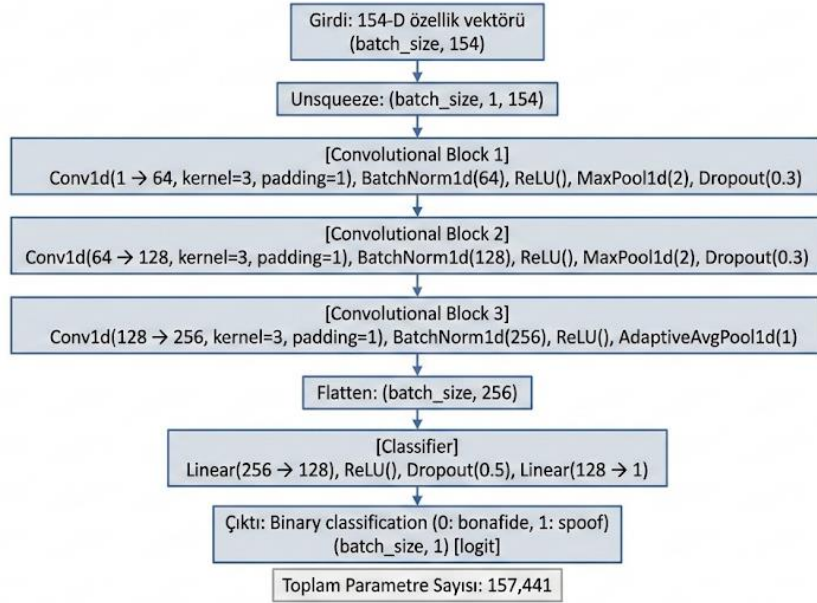 Girdi: 154-D özellik vektörü
(batch_size, 154)
Unsqueeze: (batch_size, 1, 154)
[Convolutional Block 1]
Conv1d(1 → 64, kernel=3, padding=1), BatchNorm1d(64), ReLU(), MaxPool1d(2), Dropout(0.3)
[Convolutional Block 2]
Conv1d(64 → 128, kernel=3, padding=1), BatchNorm1d(128), ReLU(), MaxPool1d(2), Dropout(0.3)
[Convolutional Block 3]
Conv1d(128 → 256, kernel=3, padding=1), BatchNorm1d(256), ReLU(), AdaptiveAvgPool1d(1)
Flatten: (batch_size, 256)
[Classifier]
Linear(256 → 128), ReLU(), Dropout(0.5), Linear(128 → 1)
Çıktı: Binary classification (0: bonafide, 1: spoof)
(batch_size, 1) [logit]
Toplam Parametre Sayısı: 157,441